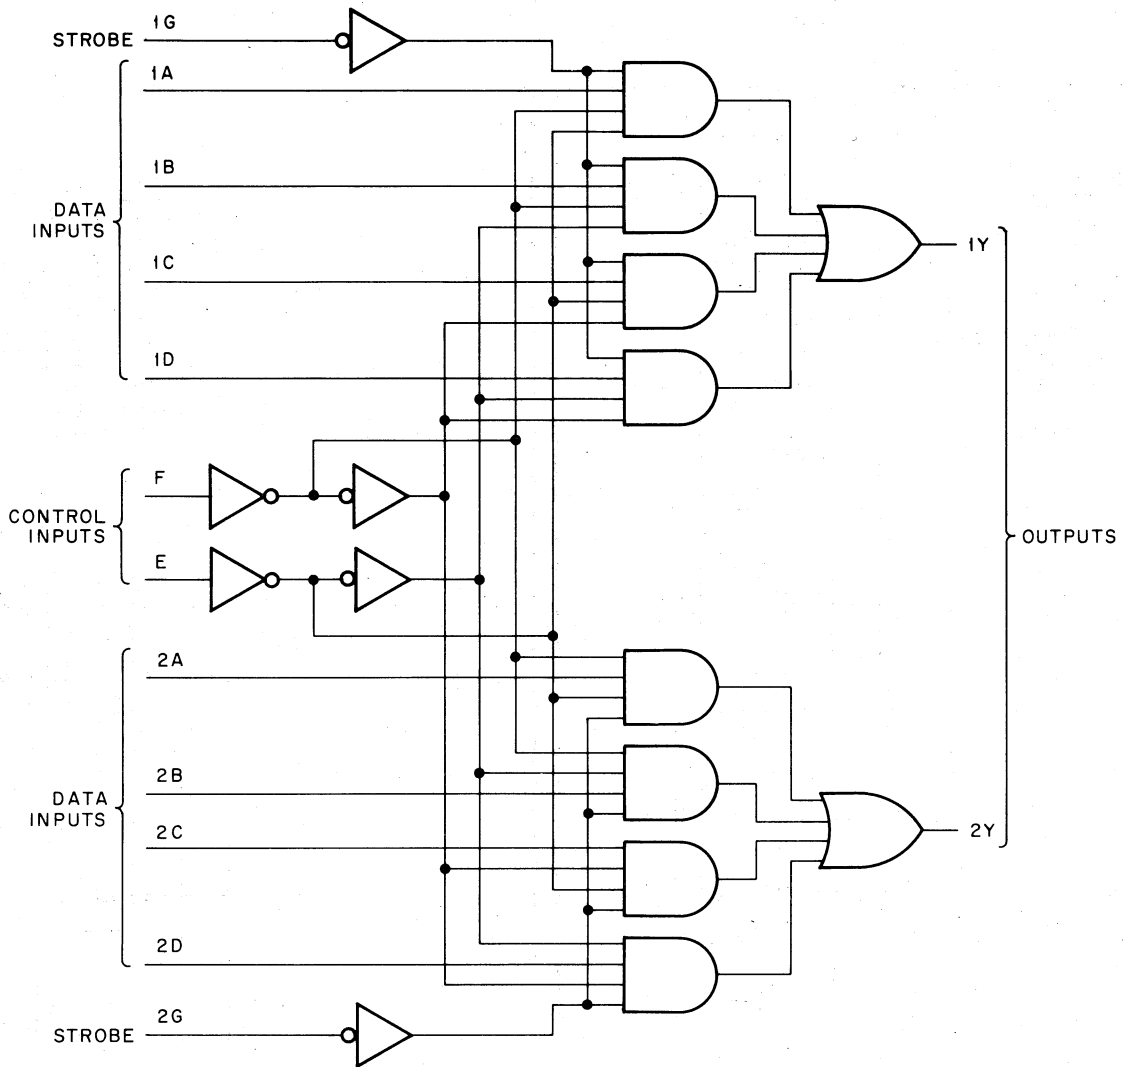 1G
STROBE
1A
1B
DATA
INPUTS
1Y
1C
1D
F
CONTROL
INPUTS
OUTPUTS
E
2A
2B
DATA
INPUTS
2C
2Y
2D
2G
STROBE